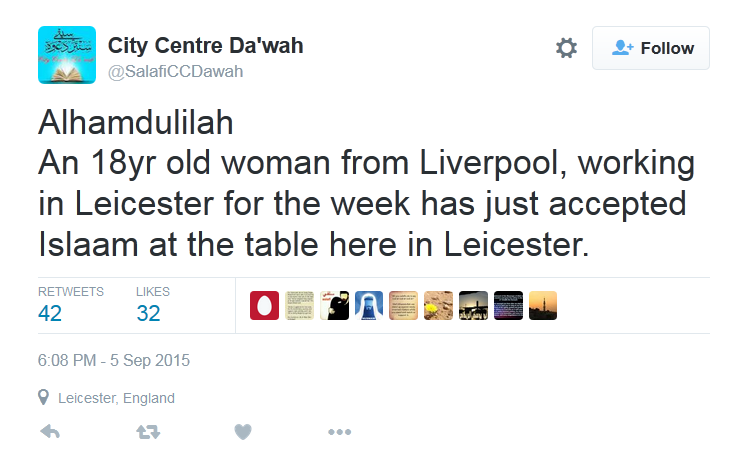 City Centre Da'wah
@SalafiCCDawah
Follow
Alhamdulilah
An 18yr old woman from Liverpool, working
in Leicester for the week has just accepted
Islaam at the table here in Leicester.
RETWEETS LIKES
42 32
6:08 PM - 5 Sep 2015
Leicester, England